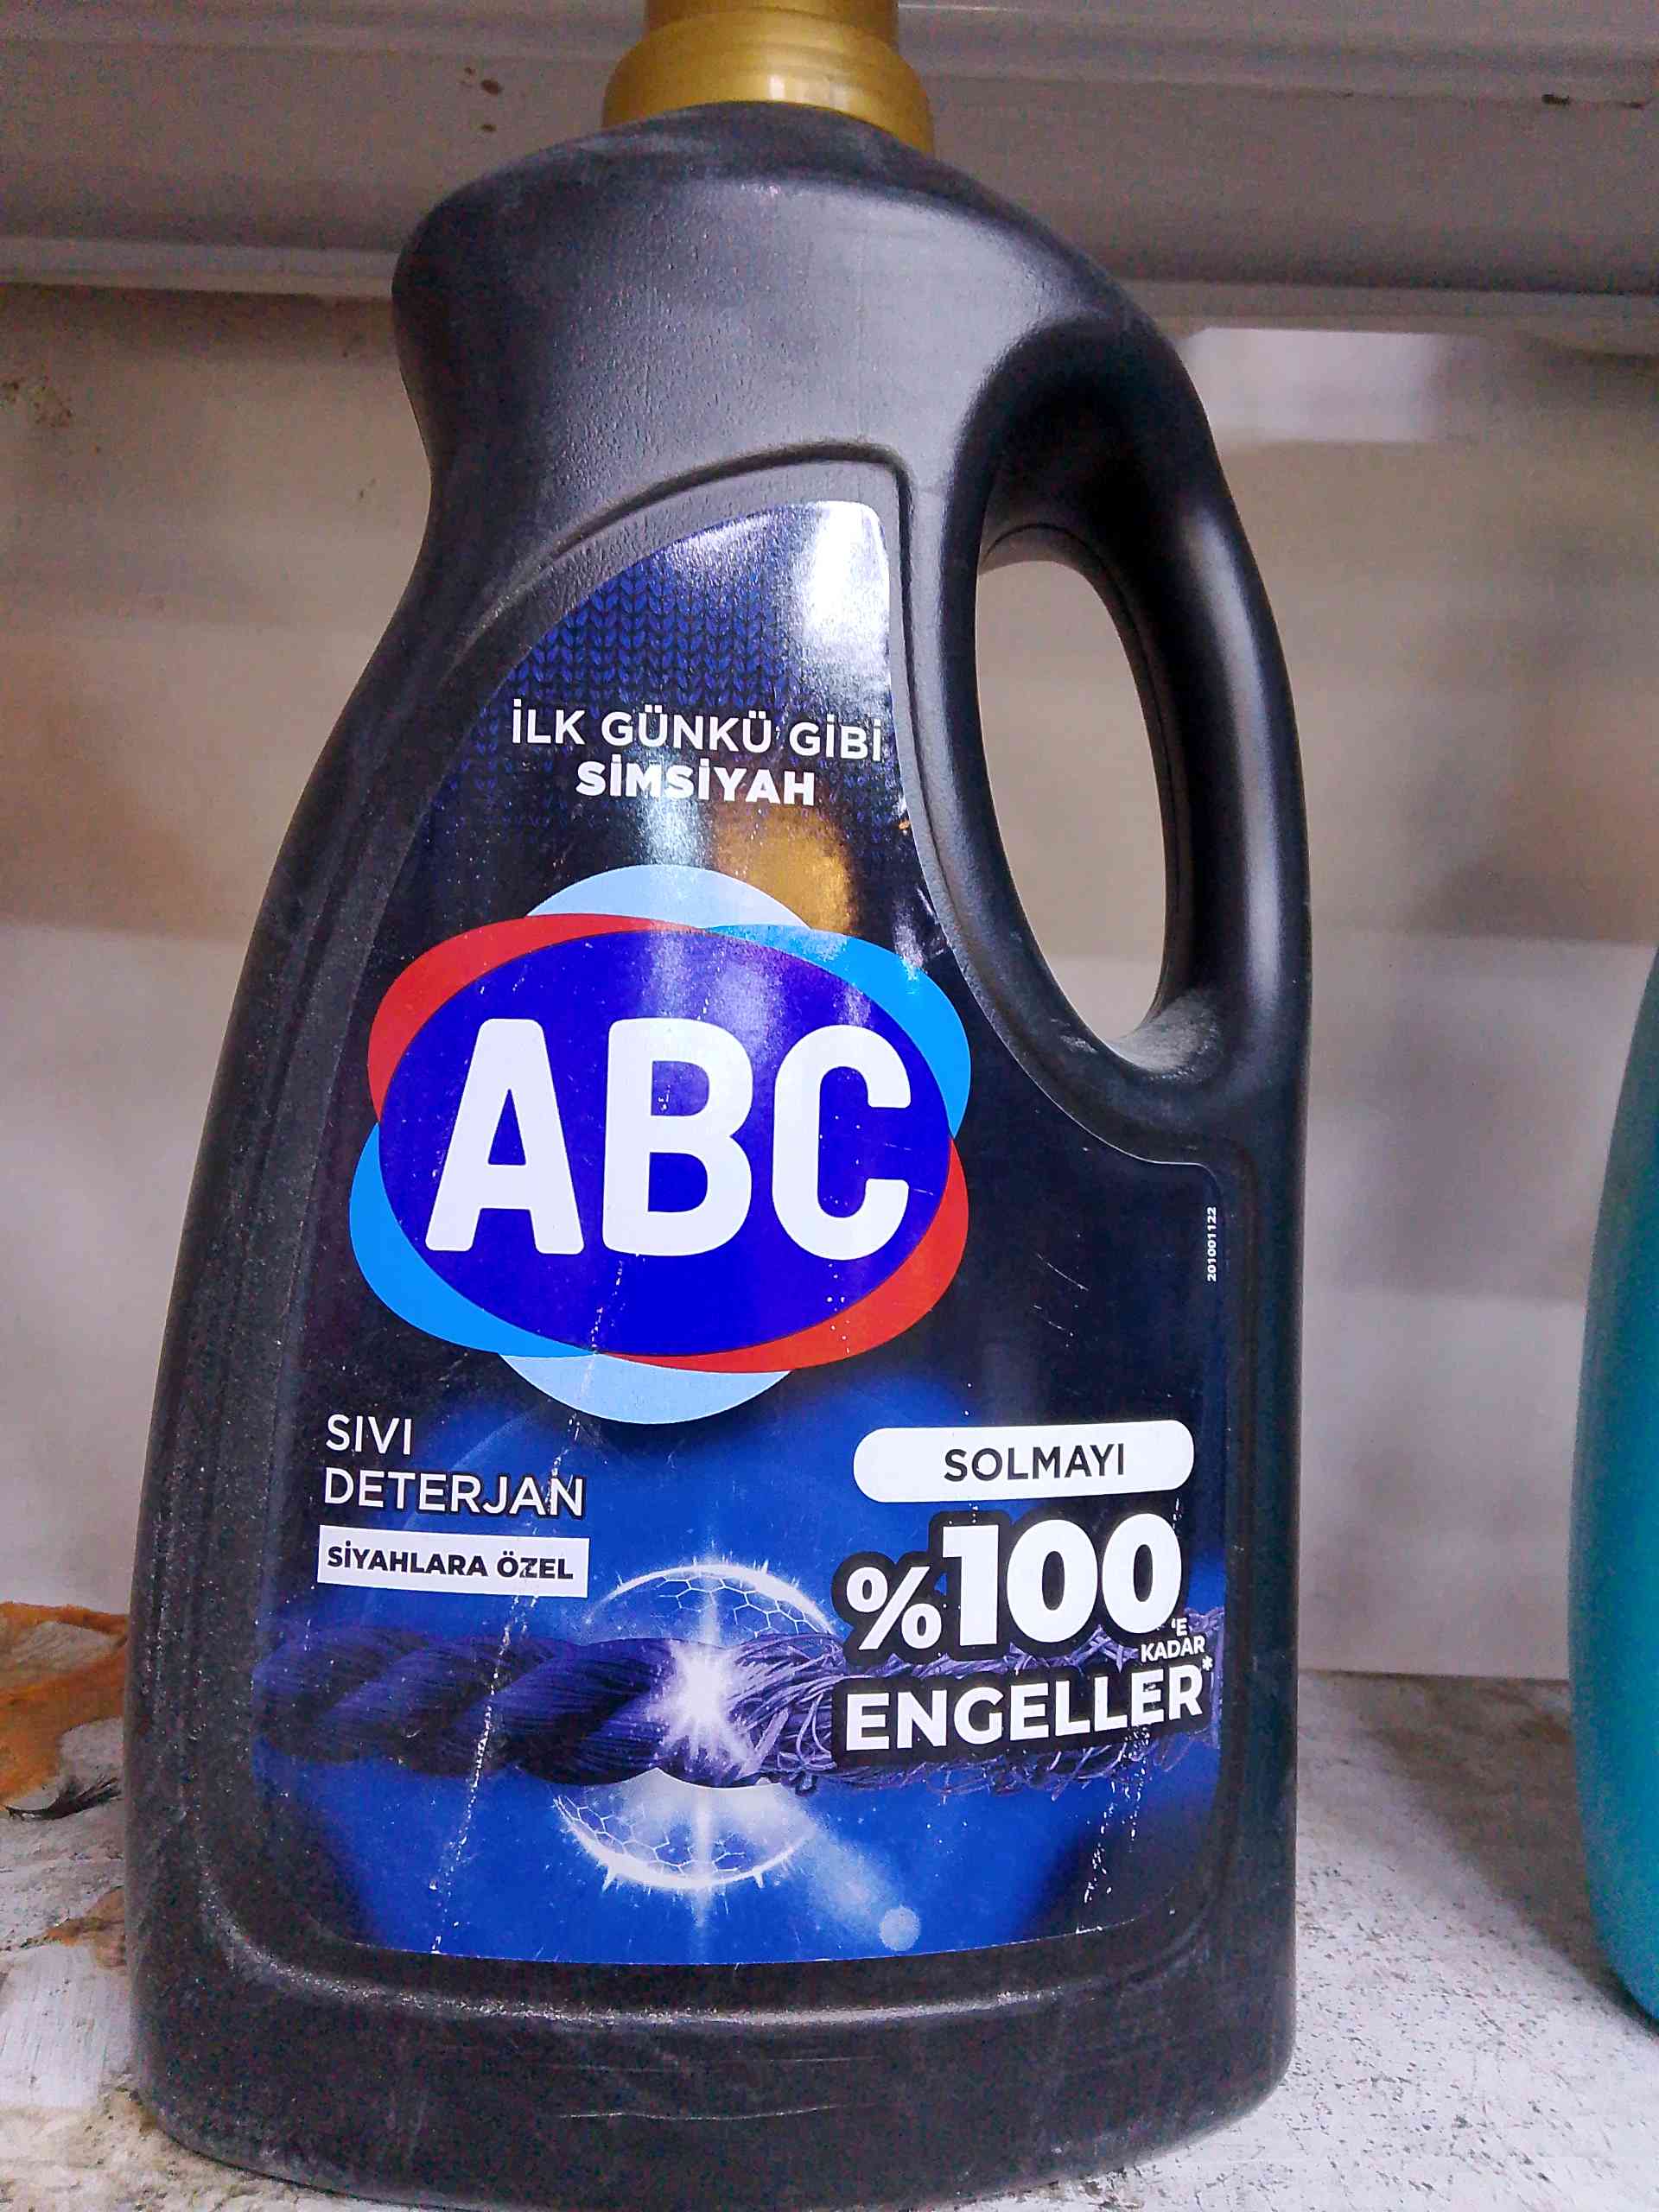 İLK GÜNKÜ GİBİ
SİMSİYAH
ABC
201001122
SIVI
DETERJAN
SİYAHLARA ÖZEL
SOLMAYI
%100
'E
KADAR
ENGELLER*